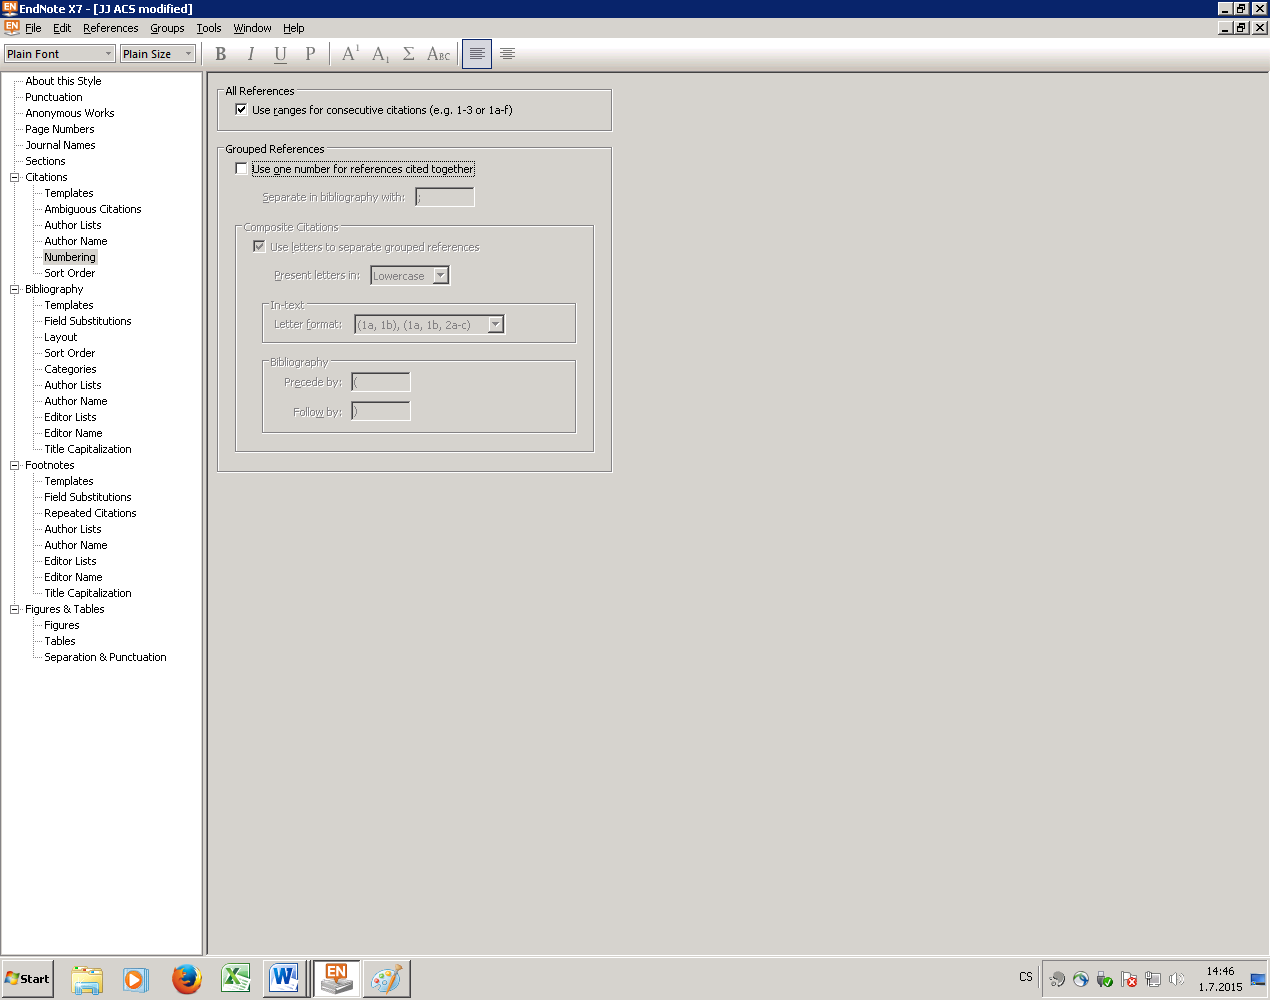 EndNote X7 - [JJ ACS modified]
File Edit References Groups Tools Window Help
Plain Font Plain Size B I U P A1 A1 Σ ABC
About this Style
Punctuation
Anonymous Works
Page Numbers
Journal Names
Sections
Citations
Templates
Ambiguous Citations
Author Lists
Author Name
Numbering
Sort Order
Bibliography
Templates
Field Substitutions
Layout
Sort Order
Categories
Author Lists
Author Name
Editor Lists
Editor Name
Title Capitalization
Footnotes
Templates
Field Substitutions
Repeated Citations
Author Lists
Author Name
Editor Lists
Editor Name
Title Capitalization
Figures & Tables
Figures
Tables
Separation & Punctuation
All References
Use ranges for consecutive citations (e.g. 1-3 or 1a-f)
Grouped References
Use one number for references cited together
Separate in bibliography with: ;
Composite Citations
Use letters to separate grouped references
Present letters in: Lowercase
In-text
Letter format: (1a, 1b), (1a, 1b, 2a-c)
Bibliography
Precede by: (
Follow by: )
Start
EN
CS
14:46
1.7.2015